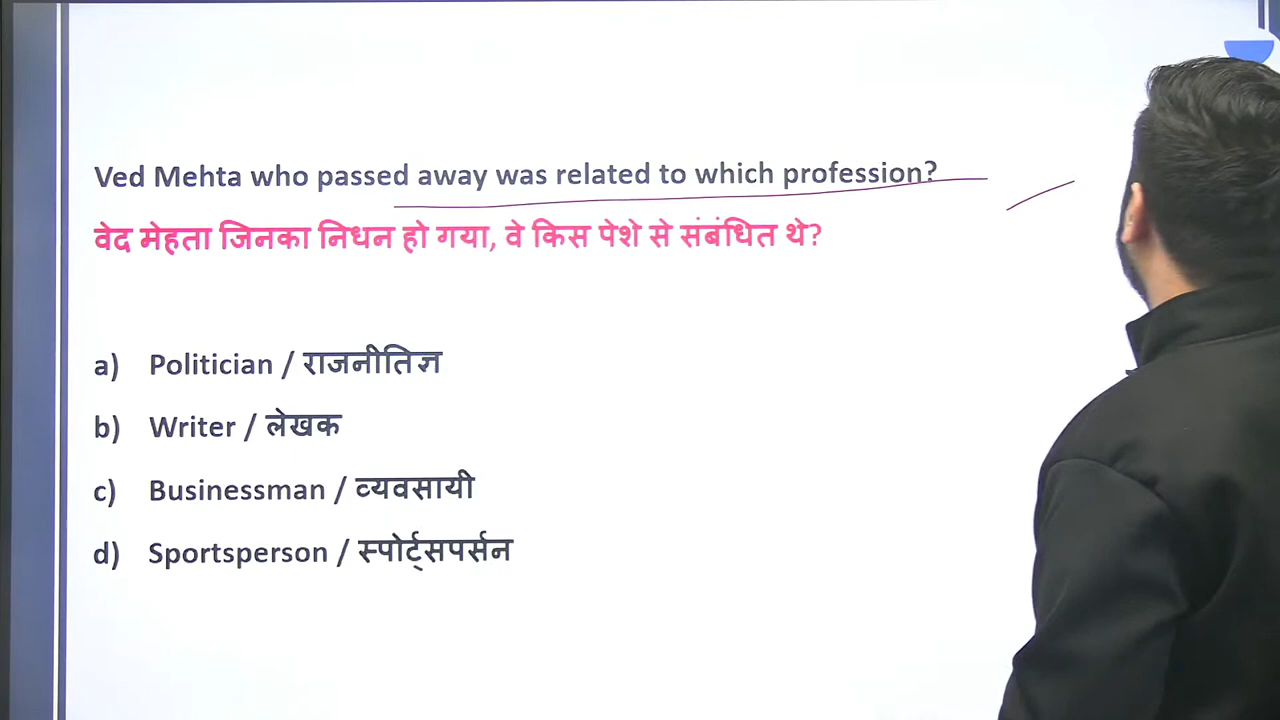 Ved Mehta who passed away was related to which profession?
वेद मेहता जिनका निधन हो गया, वे किस पेशे से संबंधित थे?
a) Politician / राजनीतिज्ञ
b) Writer / लेखक
c) Businessman / व्यवसायी
d) Sportsperson / स्पोर्ट्सपर्सन